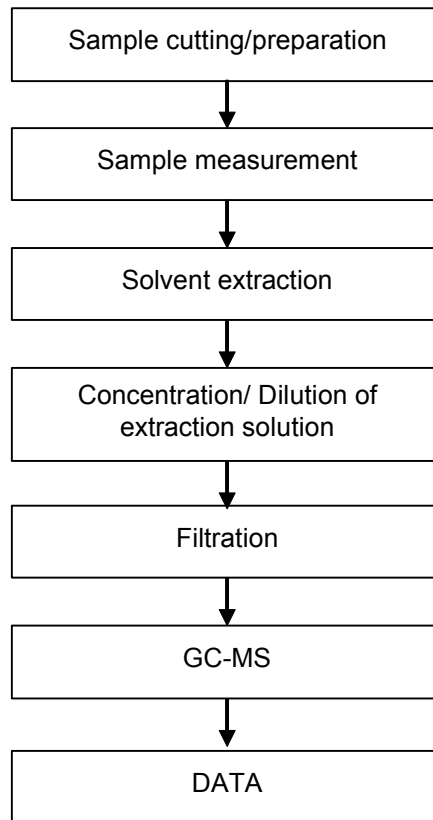 Sample cutting/preparation
Sample measurement
Solvent extraction
Concentration/ Dilution of
extraction solution
Filtration
GC-MS
DATA